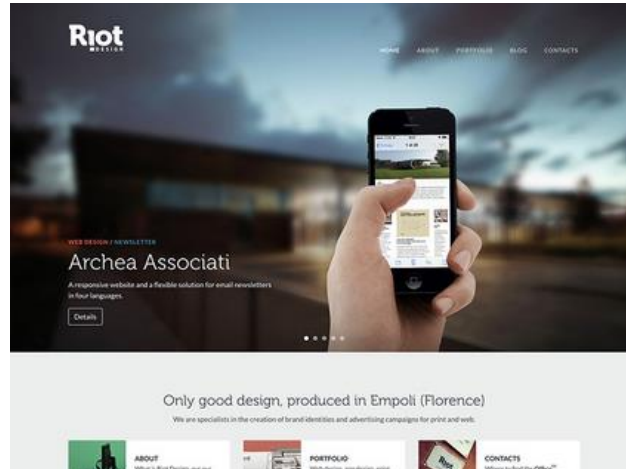 Riot
DESIGN
HOME ABOUT PORTFOLIO BLOG CONTACTS
WEB DESIGN / NEWSLETTER
Archea Associati
A responsive website and a flexible solution for email newsletters
in four languages.
Details
Only good design, produced in Empoli (Florence)
We are specialists in the creation of brand identities and advertising campaigns for print and web.
ABOUT
PORTFOLIO
CONTACTS